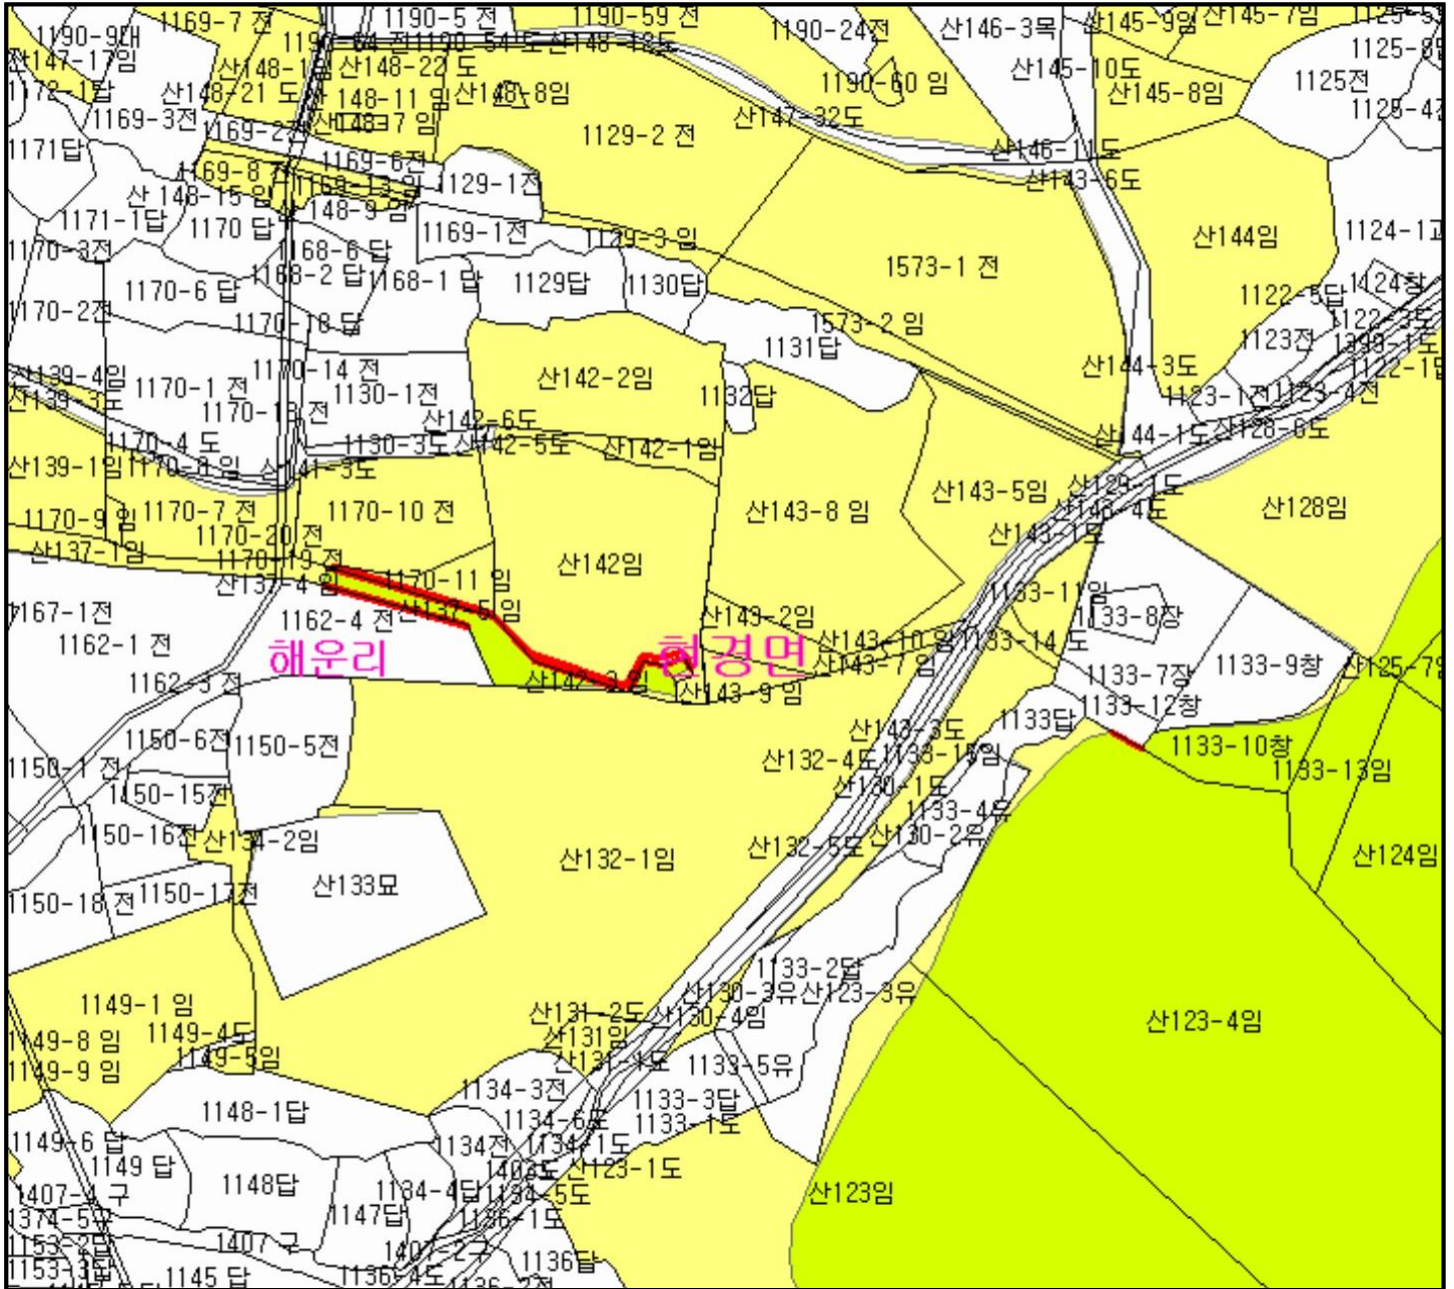 1169-7 전
1190-5 전
1190-59 전
1190-24전
산146-3목
산145-9임
산145-7임
1190-9대
산147-17임
산148-1임
산148-22 도
산145-10도
1125전
1172-1답
산148-21 도
148-11 임
산148-8임
1190-60 임
산145-8임
1169-3전
1169-2전
산148-7 임
1129-2 전
산147-32도
1171답
1169-6전
1169-8 전
1169-13 임
1129-1전
산143-6도
산 148-15 임
148-9 임
1171-1답
1170 답
1169-1전
1129-3 임
산144임
1170-3전
1168-6 답
1168-2 답
1168-1 답
1129답
1130답
1573-1 전
1124창
1170-6 답
1122-5답
1170-2전
1170-18 답
1573-2 임
1131답
1123전
1122-3도
산139-4임
1170-1 전
1170-14 전
1130-1전
산142-2임
1132답
산144-3도
산139-3도
1123-1전
1123-4전
산142-6도
1170-4 도
1130-3도
산142-5도
산142-1임
산128-6도
산139-1임
1170-8 임
1170-7 전
1170-10 전
산143-8 임
산143-5임
산128임
1170-9 임
1170-20 전
산143-1도
산137-1임
1170-19 전
산137-4 임
1170-11 임
산142임
1133-11임
1167-1전
1162-4 전
산137-5 임
산143-2임
1133-8장
1162-1 전
해운리
현경면
산143-10 임
1133-14 도
산143-7 임
1133-7장
1133-9창
1162-3 전
산143-9 임
1133-12창
1150-6전
1150-5전
산143-3도
1133답
1133-10창
1150-1 전
산132-4도
1133-15임
1133-13임
1150-15전
산130-1도
1133-4유
1150-16전
산134-2임
산132-1임
산132-5도
산130-2유
산124임
1150-18 전
1150-17전
산133묘
1133-2답
산130-3유
산123-3유
1149-1 임
산131-2도
산130-4임
산123-4임
1149-8 임
1149-4도
산131임
1149-9 임
1149-5임
산131-1도
1133-5유
1134-3전
1148-1답
1134-6도
1133-3답
1133-1도
1149-6 답
1149 답
1134전
1134-1도
1148답
1134-4답
산123-1도
산123임
1407-4 구
1147답
1134-5도
1374-5구
1136-1도
1153-2답
1407 구
1407-2구
1136답
1153-3답
1145 답
1136-4도
1136-2전